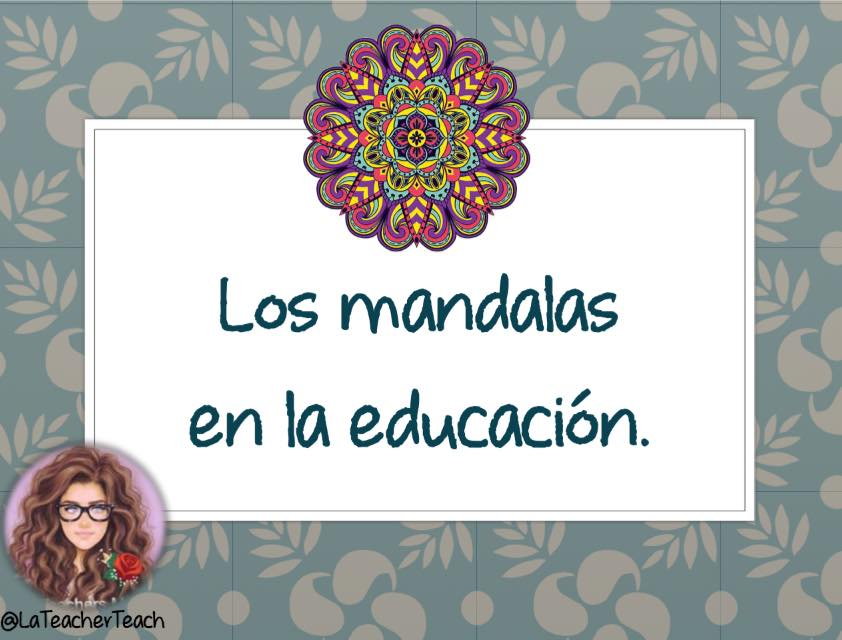 Los mandalas
en la educación.
@LaTeacherTeach